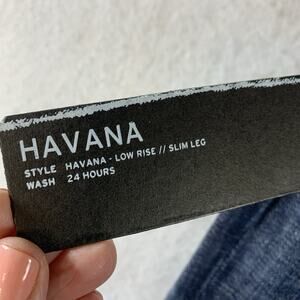 HAVANA
STYLE HAVANA - LOW RISE // SLIM LEG
WASH 24 HOURS